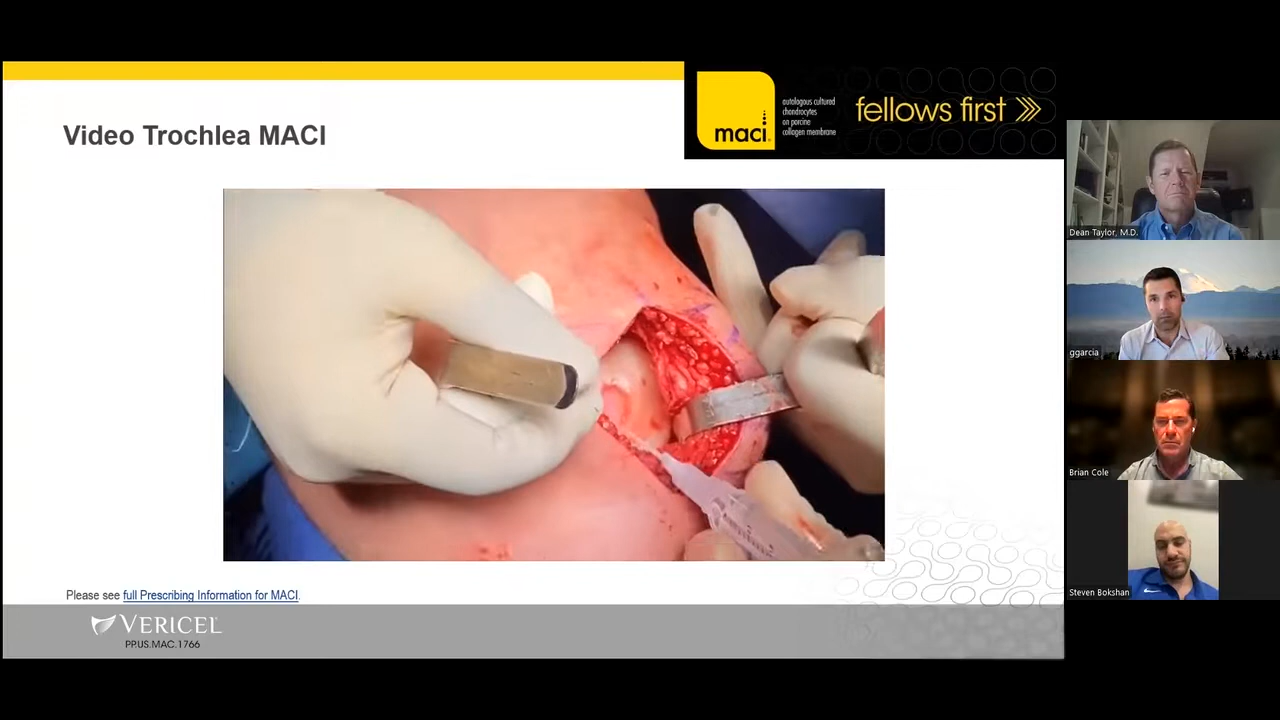 Video Trochlea MACI
maci
autologous cultured
chondrocytes
on porcine
collagen membrane
fellows first
Please see full Prescribing Information for MACI.
VERICEL
PP.US.MAC.1766
Dean Taylor, M.D.
ggarcia
Brian Cole
Steven Bokshan